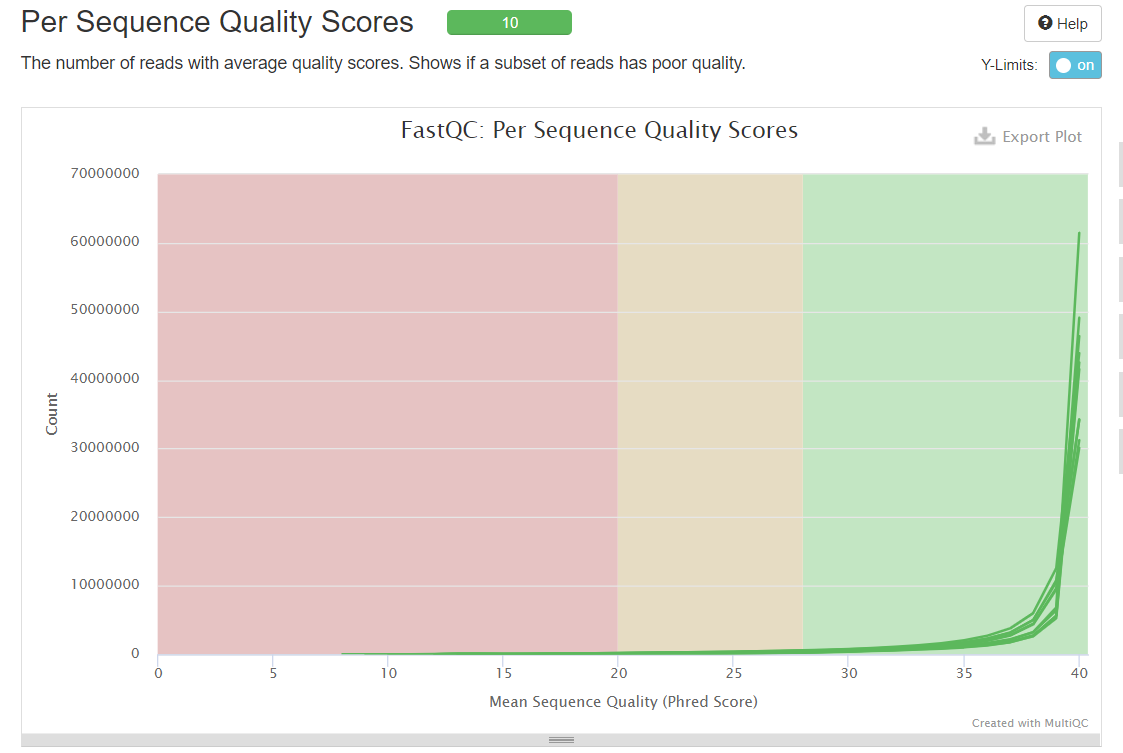 Per Sequence Quality Scores 10
Help
The number of reads with average quality scores. Shows if a subset of reads has poor quality.
Y-Limits: on
FastQC: Per Sequence Quality Scores
Export Plot
70000000
60000000
50000000
40000000
30000000
20000000
10000000
0
Count
0 5 10 15 20 25 30 35 40
Mean Sequence Quality (Phred Score)
Created with MultiQC